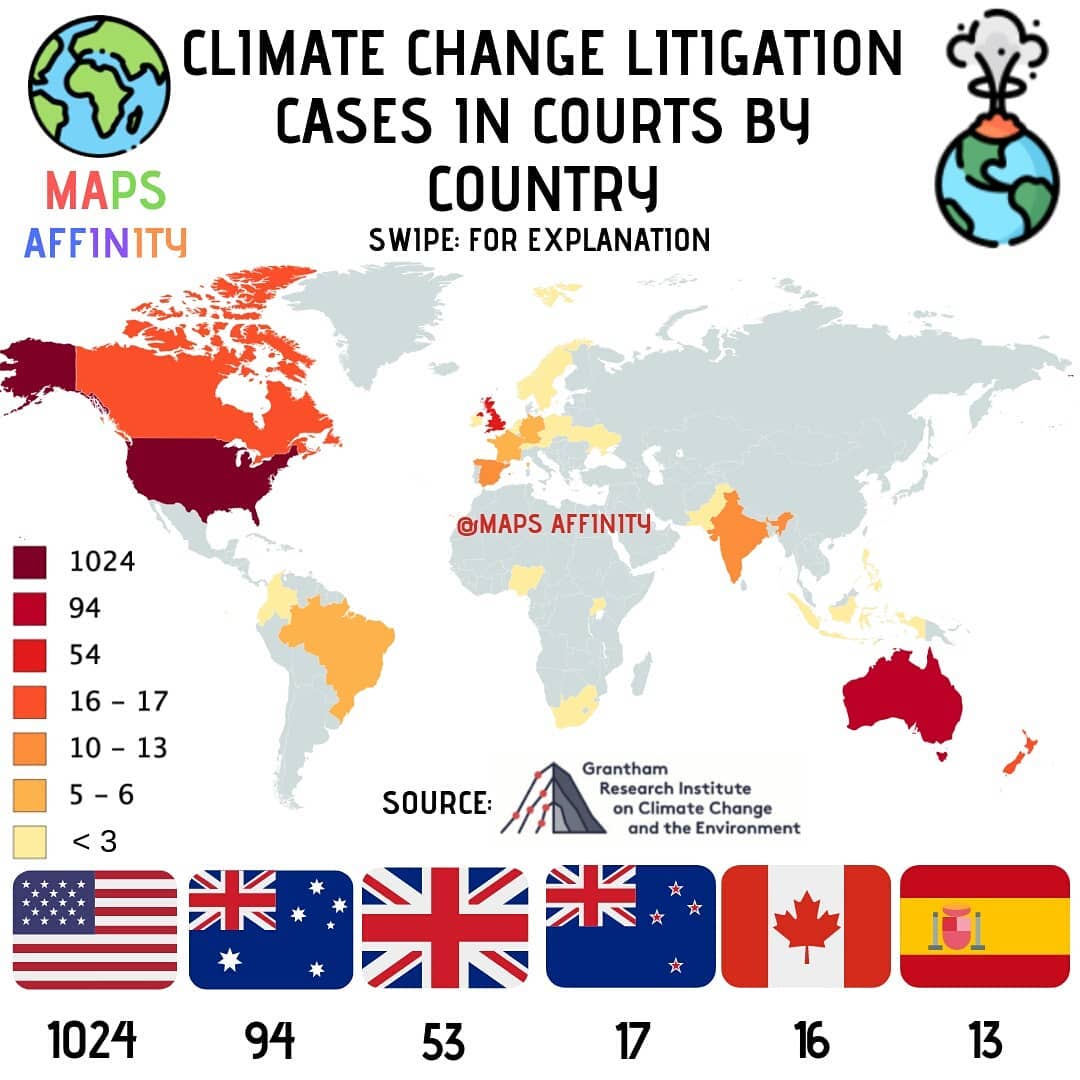 CLIMATE CHANGE LITIGATION
CASES IN COURTS BY
COUNTRY
SWIPE: FOR EXPLANATION
MAPS
AFFINITY
@MAPS AFFINITY
1024
94
54
16 - 17
10 - 13
5 - 6
< 3
SOURCE:
Grantham
Research Institute
on Climate Change
and the Environment
1024 94 53 17 16 13